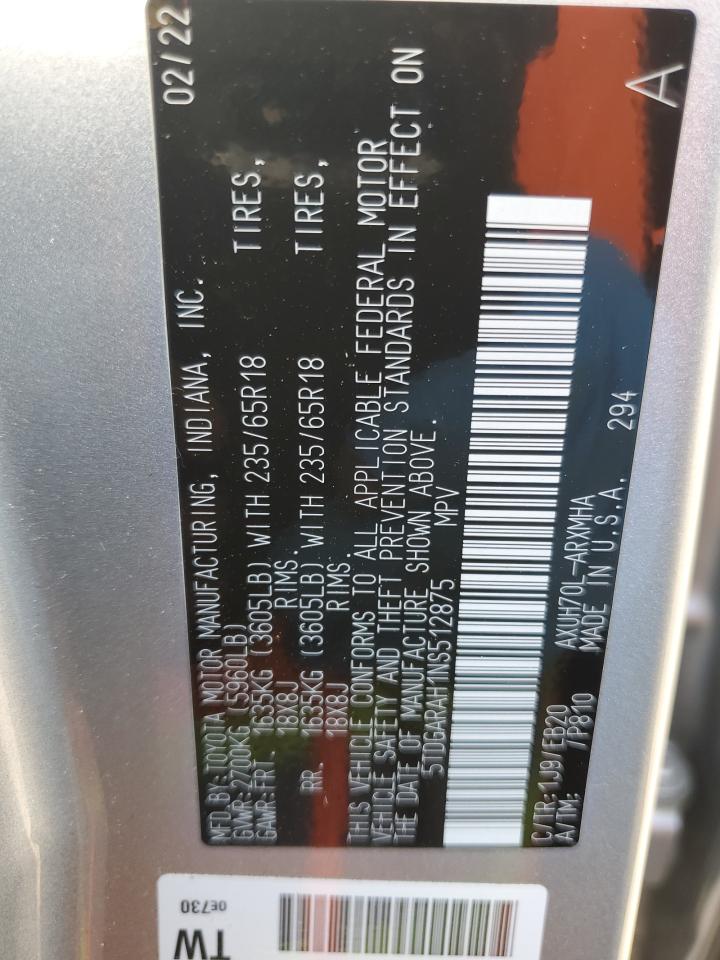 MFD.BY:TOYOTA MOTOR MANUFACTURING, INDIANA, INC. 02/22
GVWR:2700KG (5960LB)
GAWR:FRT. 1635KG (3605LB) WITH 235/65R18 TIRES,
18X8J RIMS.
RR. 1635KG (3605LB) WITH 235/65R18 TIRES,
18X8J RIMS.
THIS VEHICLE CONFORMS TO ALL APPLICABLE FEDERAL MOTOR
VEHICLE SAFETY AND THEFT PREVENTION STANDARDS IN EFFECT ON
THE DATE OF MANUFACTURE SHOWN ABOVE.
5TDGARAH1NS512875 MPV
C/TR:1J9/EB20 AXUH70L-ARXMHA
A/TM: /P810 MADE IN U.S.A. 294 A
0E730
TW